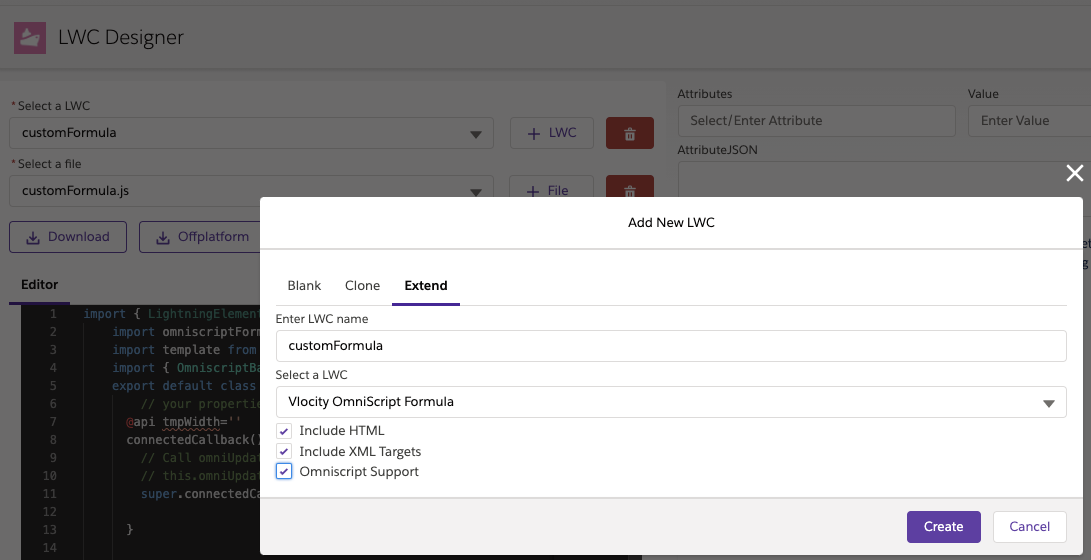 LWC Designer
* Select a LWC
customFormula
+ LWC
* Select a file
customFormula.js
+ File
Download
Offplatform
Attributes
Value
Select/Enter Attribute
Enter Value
AttributeJSON
Editor
1 import { LightningElement
2 import omniscriptForm
3 import template from
4 import { OmniscriptBa
5 export default class
6 // your propertie
7 @api tmpWidth=''
8 connectedCallback()
9 // Call omniUpdat
10 // this.omniUpdat
11 super.connectedCa
12
13 }
14
Add New LWC
Blank
Clone
Extend
Enter LWC name
customFormula
Select a LWC
Vlocity OmniScript Formula
Include HTML
Include XML Targets
Omniscript Support
Create
Cancel